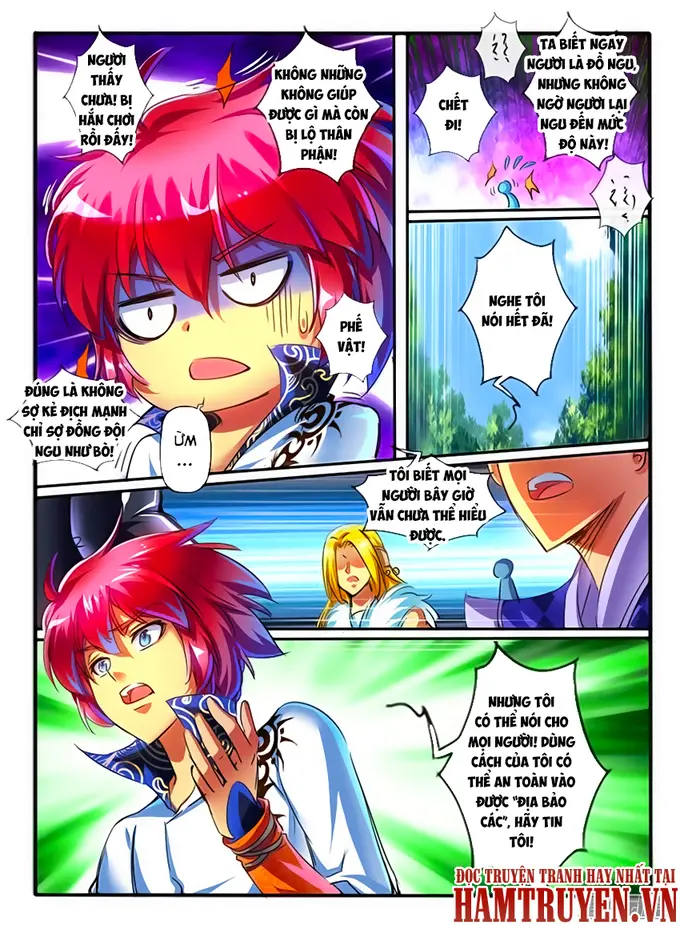 NGƯƠI
THẤY
CHƯA! BỊ
HẮN CHƠI
RỒI ĐẤY!
KHÔNG NHỮNG
KHÔNG GIÚP
ĐƯỢC GÌ MÀ CÒN
BỊ LỘ THÂN
PHẬN!
PHẾ
VẬT!
ĐÚNG LÀ KHÔNG
SỢ KẺ ĐỊCH MẠNH
CHỈ SỢ ĐỒNG ĐỘI
NGU NHƯ BÒ!
ỪM
...
TA BIẾT NGAY
NGƯƠI LÀ ĐỒ NGU,
NHƯNG KHÔNG
NGỜ NGƯƠI LẠI
NGU ĐẾN MỨC
ĐỘ NÀY!
CHẾT
ĐI!
NGHE TÔI
NÓI HẾT ĐÃ!
TÔI BIẾT MỌI
NGƯỜI BÂY GIỜ
VẪN CHƯA THỂ HIỂU
ĐƯỢC.
NHƯNG TÔI
CÓ THỂ NÓI CHO
MỌI NGƯỜI! DÙNG
CÁCH CỦA TÔI CÓ
THỂ AN TOÀN VÀO
ĐƯỢC "ĐỊA BẢO
CÁC", HÃY TIN
TÔI!
ĐỌC TRUYỆN TRANH HAY NHẤT TẠI
HAMTRUYEN.VN